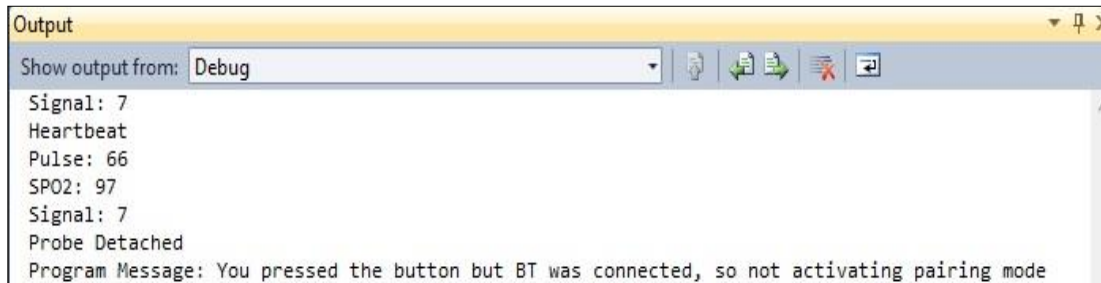 Output
Show output from: Debug
Signal: 7
Heartbeat
Pulse: 66
SPO2: 97
Signal: 7
Probe Detached
Program Message: You pressed the button but BT was connected, so not activating pairing mode